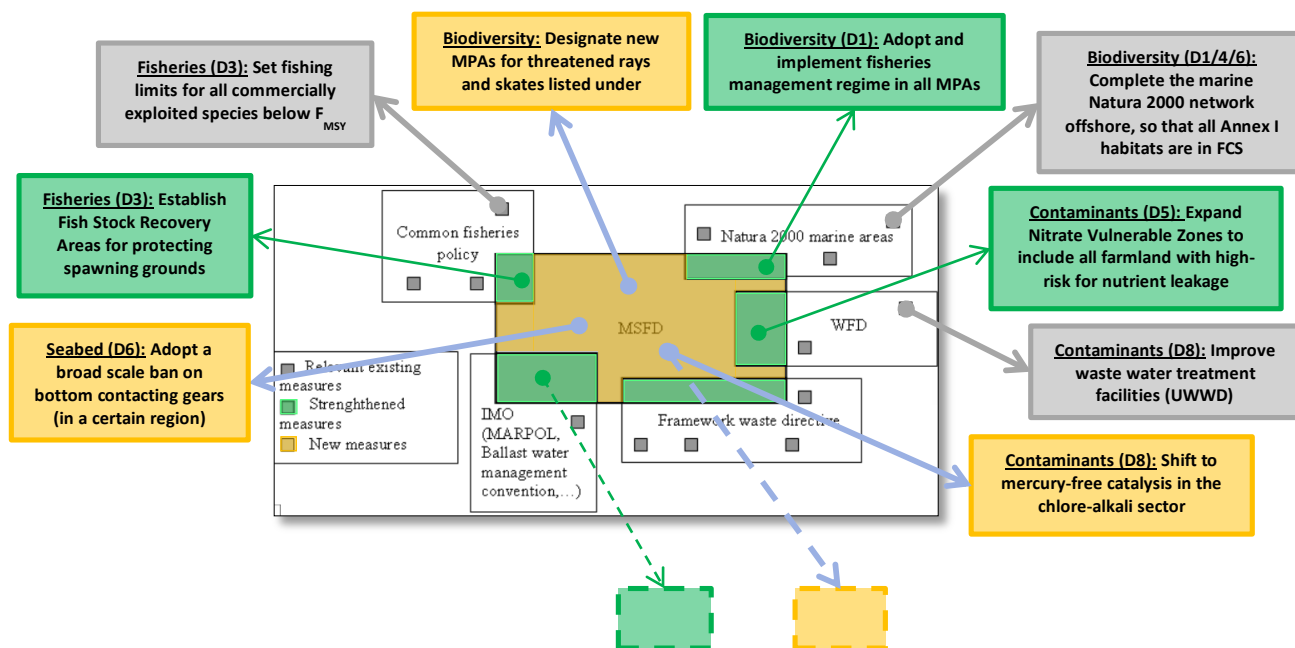 Fisheries (D3): Set fishing
limits for all commercially
exploited species below FMSY
Biodiversity: Designate new
MPAs for threatened rays
and skates listed under
Biodiversity (D1): Adopt and
implement fisheries
management regime in all MPAs
Biodiversity (D1/4/6):
Complete the marine
Natura 2000 network
offshore, so that all Annex I
habitats are in FCS
Fisheries (D3): Establish
Fish Stock Recovery
Areas for protecting
spawning grounds
Common fisheries
policy
Natura 2000 marine areas
Contaminants (D5): Expand
Nitrate Vulnerable Zones to
include all farmland with high-
risk for nutrient leakage
MSFD
WFD
Seabed (D6): Adopt a
broad scale ban on
bottom contacting gears
(in a certain region)
Relevant existing
measures
Strenghthened
measures
New measures
IMO
(MARPOL,
Ballast water
management
convention,...)
Framework waste directive
Contaminants (D8): Improve
waste water treatment
facilities (UWWD)
Contaminants (D8): Shift to
mercury-free catalysis in the
chlore-alkali sector